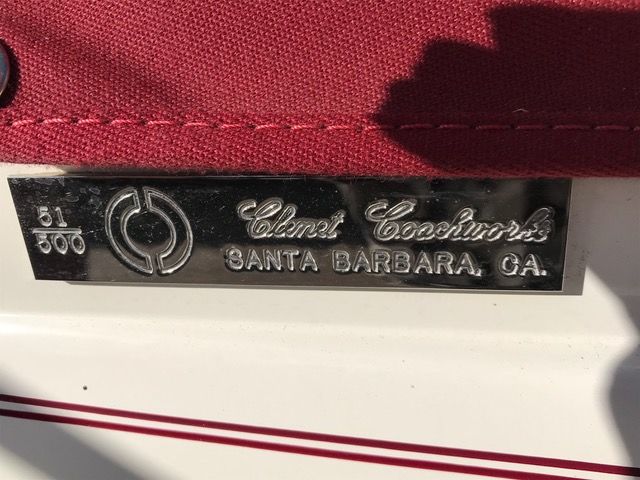 51/500
Clenet Coachworks
SANTA BARBARA, CA.